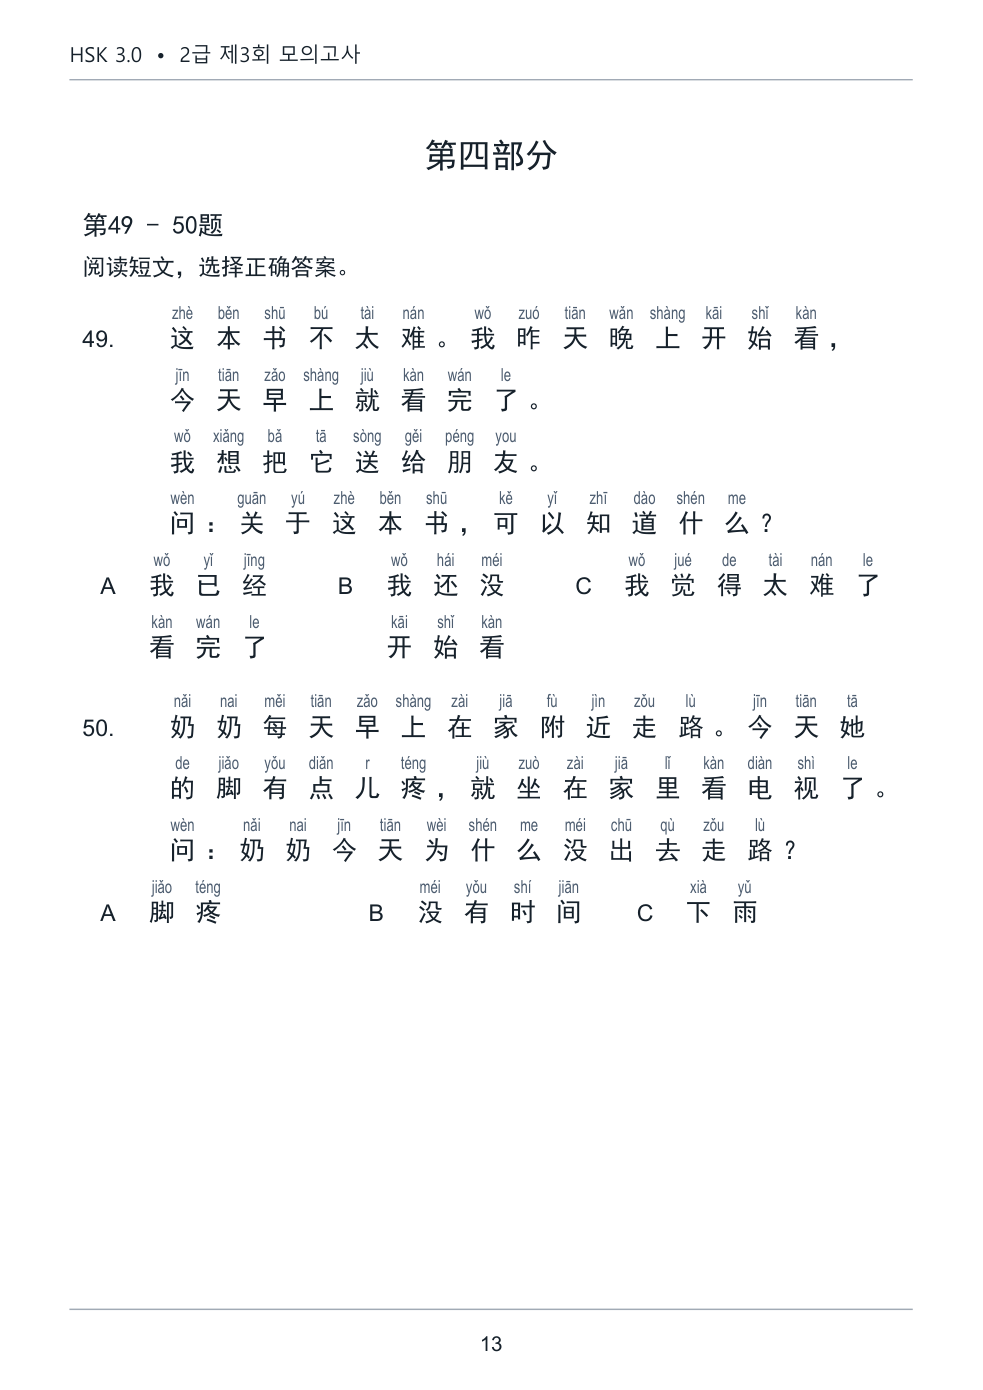 HSK 3.0 • 2급 제3회 모의고사
第四部分
第49 – 50题
阅读短文，选择正确答案。
zhè běn shū bú tài nán wǒ zuó tiān wǎn shàng kāi shǐ kàn
49. 这本书不太难。我昨天晚上开始看，
jīn tiān zǎo shàng jiù kàn wán le
今天早上就看完了。
wǒ xiǎng bǎ tā sòng gěi péng you
我想把它送给朋友。
wèn guān yú zhè běn shū kě yǐ zhī dào shén me
问：关于这本书，可以知道什么？
wǒ yǐ jīng wǒ hái méi wǒ jué de tài nán le
A 我已经 B 我还没 C 我觉得太难了
kàn wán le kāi shǐ kàn
看完了 开始看
nǎi nai měi tiān zǎo shàng zài jiā fù jìn zǒu lù jīn tiān tā
50. 奶奶每天早上在家附近走路。今天她
de jiǎo yǒu diǎn r téng jiù zuò zài jiā lǐ kàn diàn shì le
的脚有点儿疼，就坐在家里看电视了。
wèn nǎi nai jīn tiān wèi shén me méi chū qù zǒu lù
问：奶奶今天为什么没出去走路？
jiǎo téng méi yǒu shí jiān xià yǔ
A 脚疼 B 没有时间 C 下雨
13